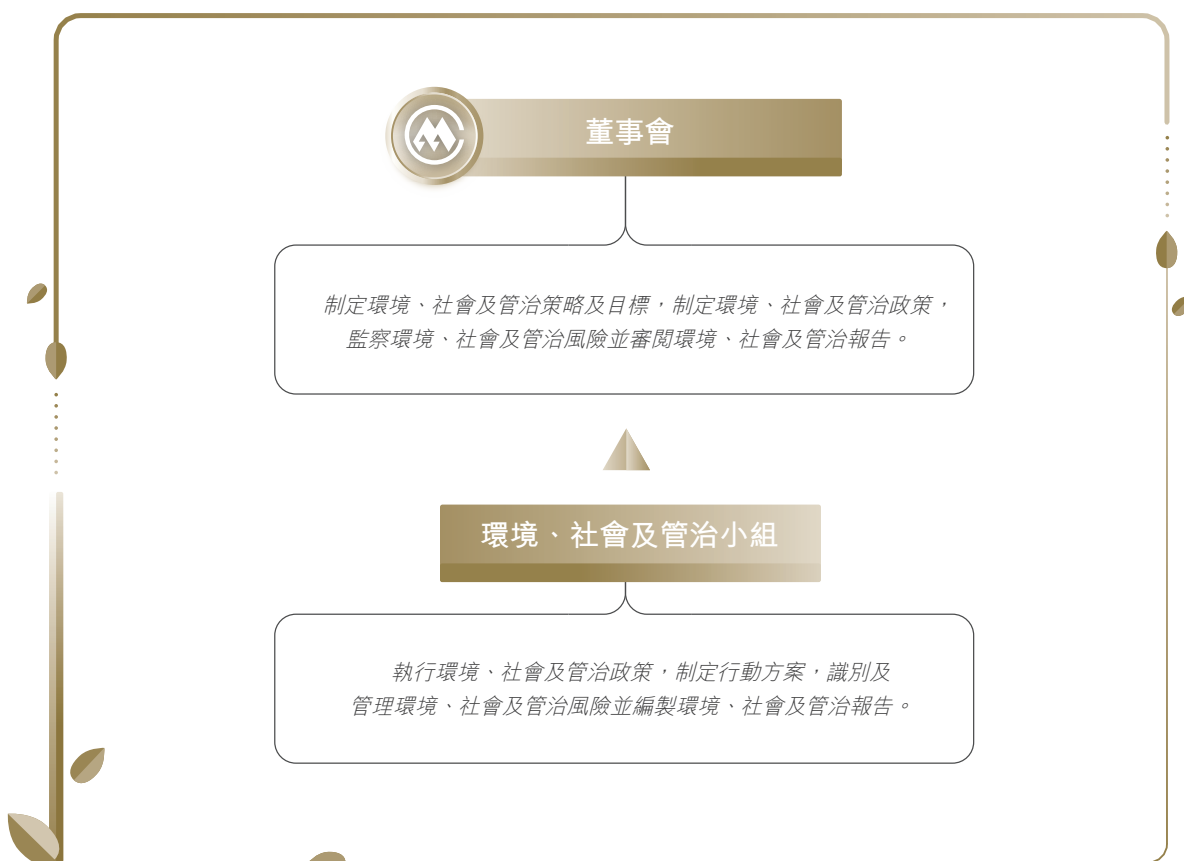 董事會
制定環境、社會及管治策略及目標，制定環境、社會及管治政策，
監察環境、社會及管治風險並審閱環境、社會及管治報告。
環境、社會及管治小組
執行環境、社會及管治政策，制定行動方案，識別及
管理環境、社會及管治風險並編製環境、社會及管治報告。